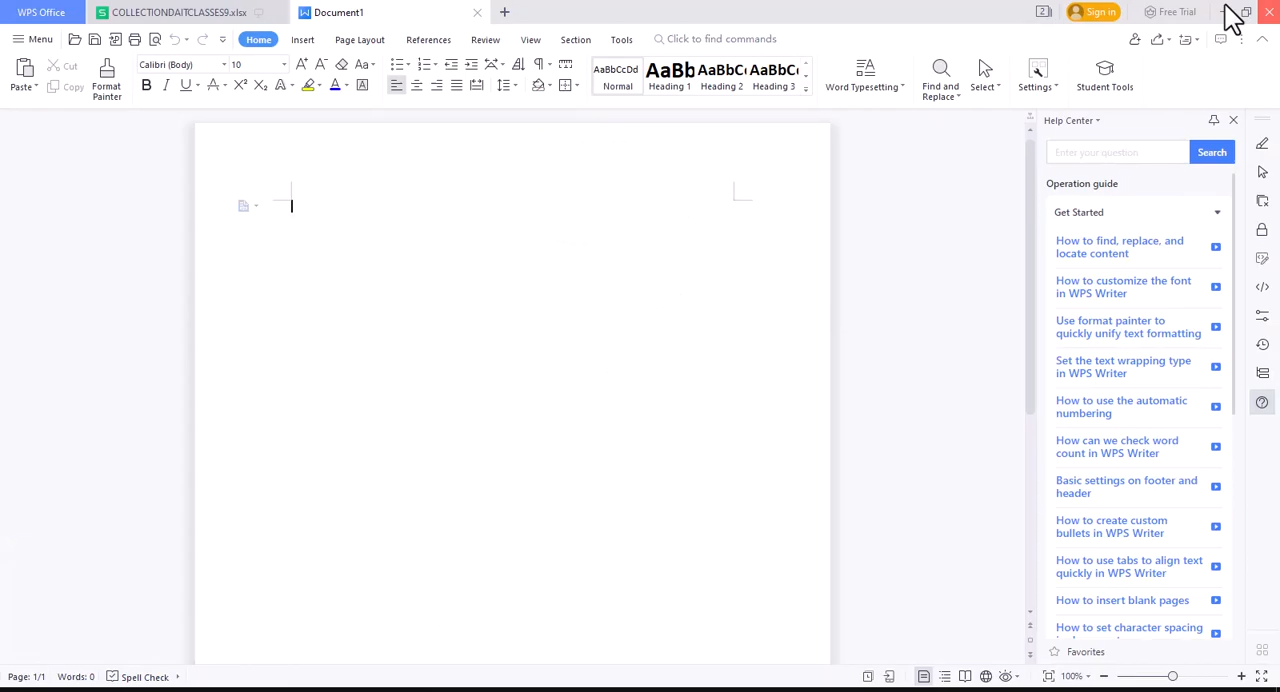 WPS Office COLLECTIONDAITCLASSES9.xlsx Document1 Sign in Free Trial
Menu Home Insert Page Layout References Review Section Tools Click to find commands
Paste Cut Copy Format Painter Calibri (Body) 10 Word Typesetting Find and Replace Select Settings Student Tools
AaBbCcDd AaBb AaBbC AaBbC
Normal Heading 1 Heading 2 Heading 3
Help Center
Enter your question Search
Operation guide
Get Started
How to find, replace, and
locate content
How to customize the font
in WPS Writer
Use format painter to
quickly unify text formatting
Set the text wrapping type
in WPS Writer
How to use the automatic
numbering
How can we check word
count in WPS Writer
Basic settings on footer and
header
How to create custom
bullets in WPS Writer
How to use tabs to align text
quickly in WPS Writer
How to insert blank pages
How to set character spacing
Favorites
Page: 1/1 Words: 0 Spell Check 100%